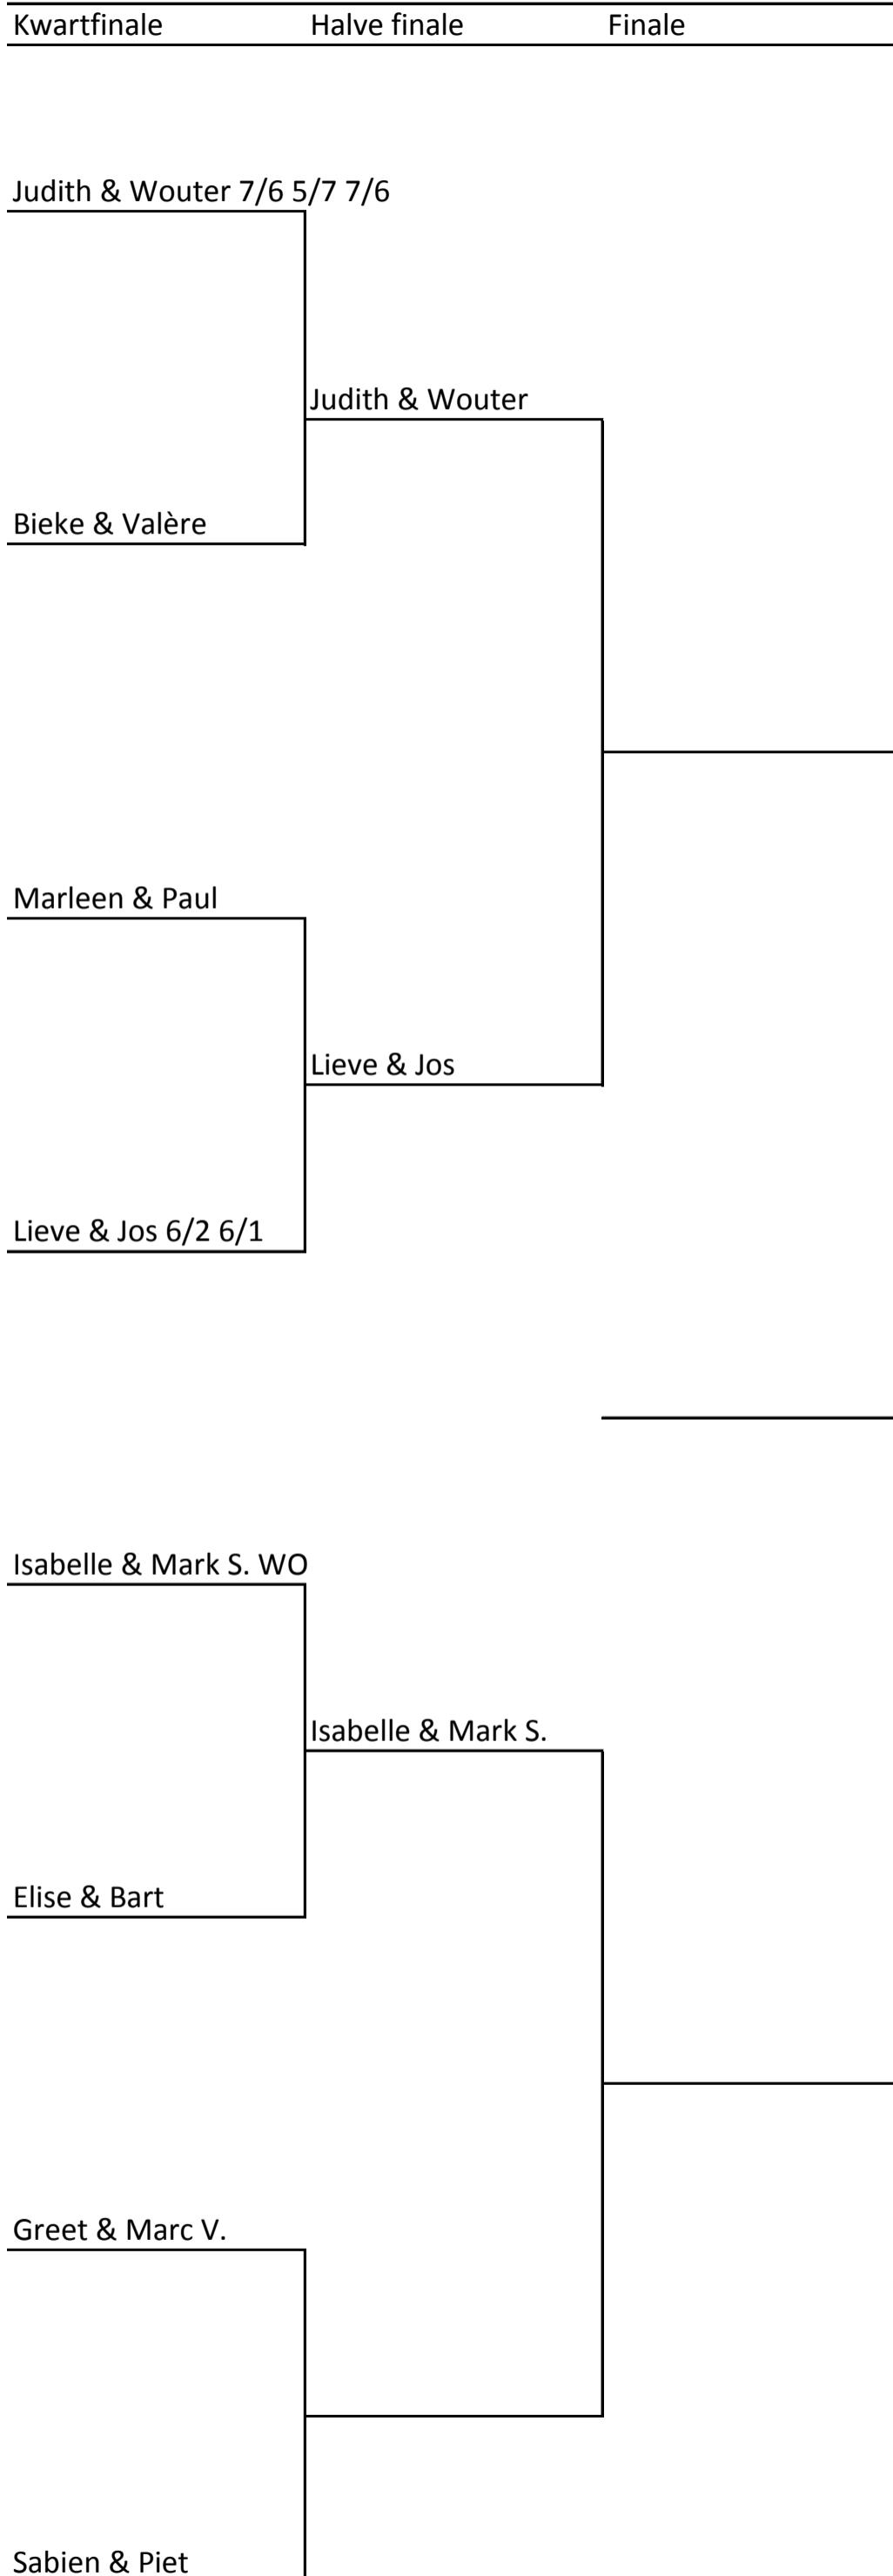 Kwartfinale Halve finale Finale
Judith & Wouter 7/6 5/7 7/6
Judith & Wouter
Bieke & Valère
Marleen & Paul
Lieve & Jos
Lieve & Jos 6/2 6/1
Isabelle & Mark S. WO
Isabelle & Mark S.
Elise & Bart
Greet & Marc V.
Sabien & Piet